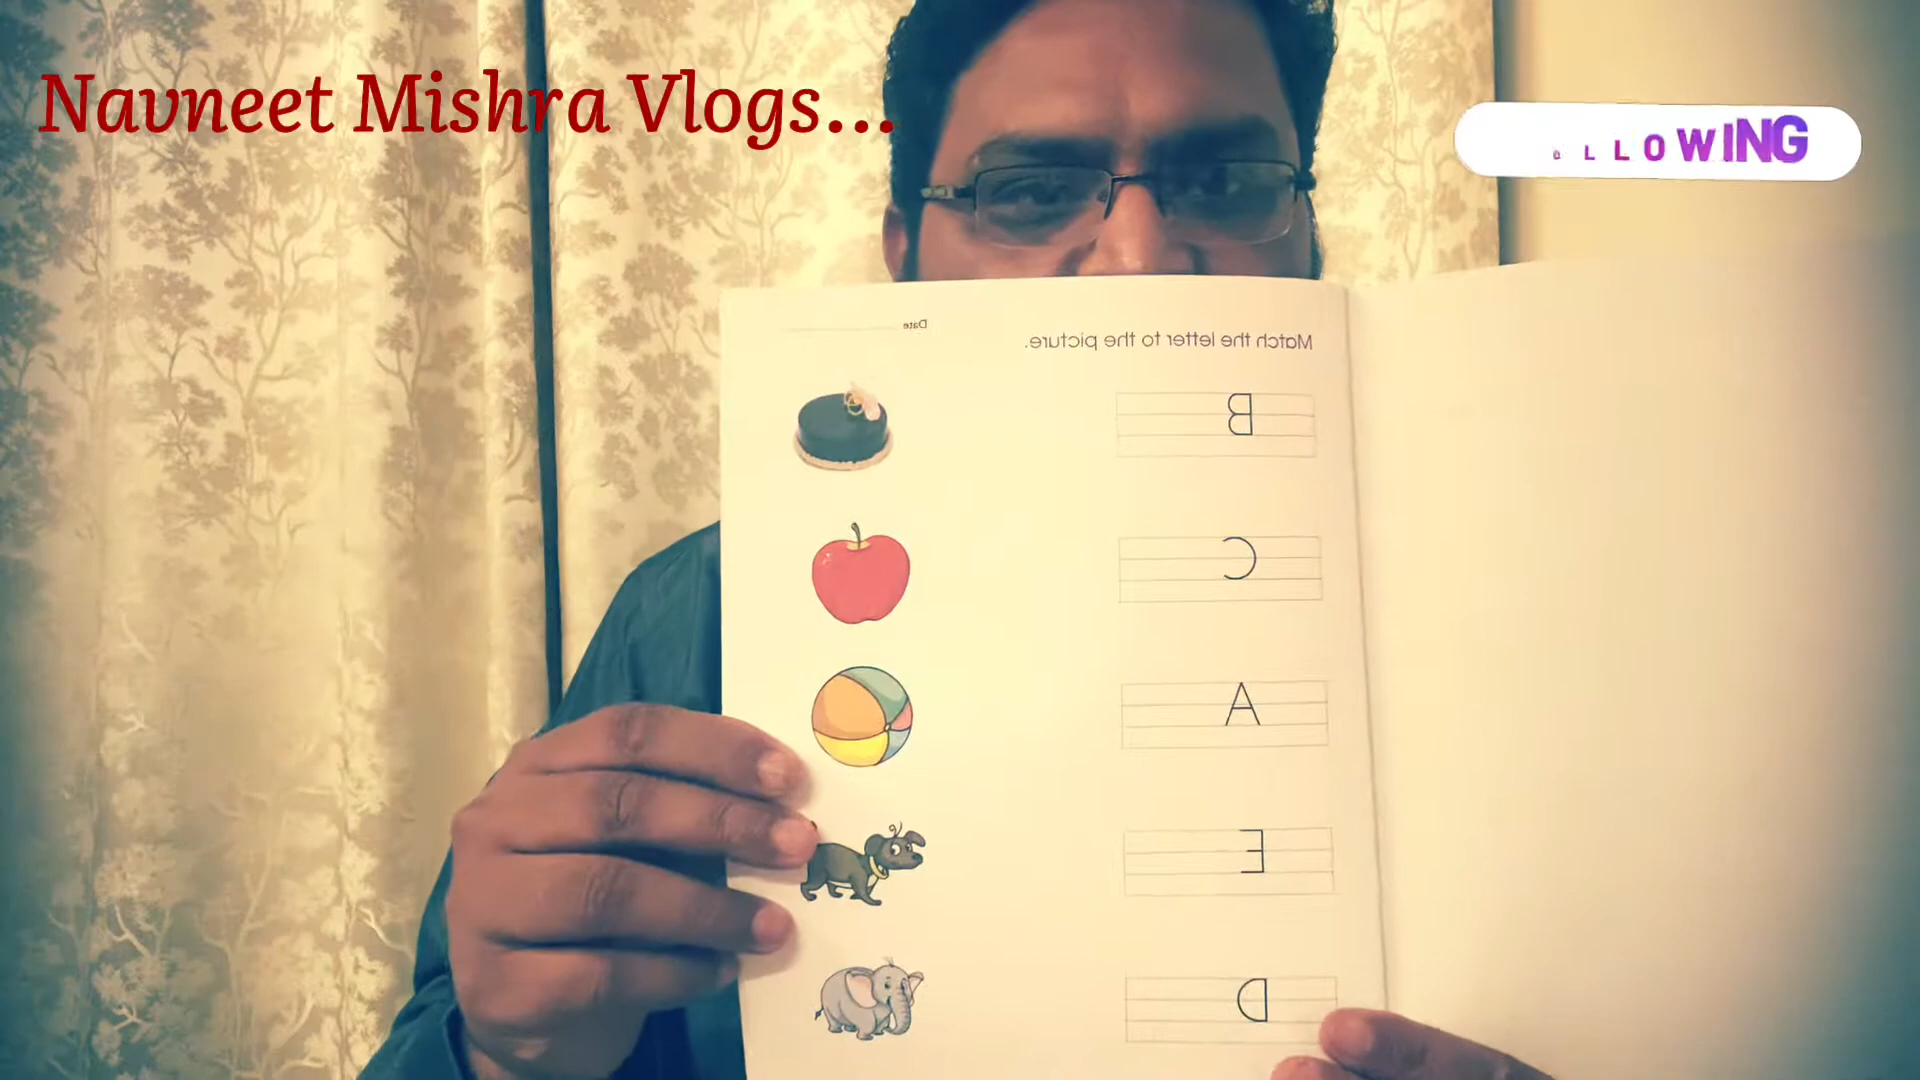 Navneet Mishra Vlogs...
LLOWING
Date
Match the letter to the picture.
B
C
A
E
D